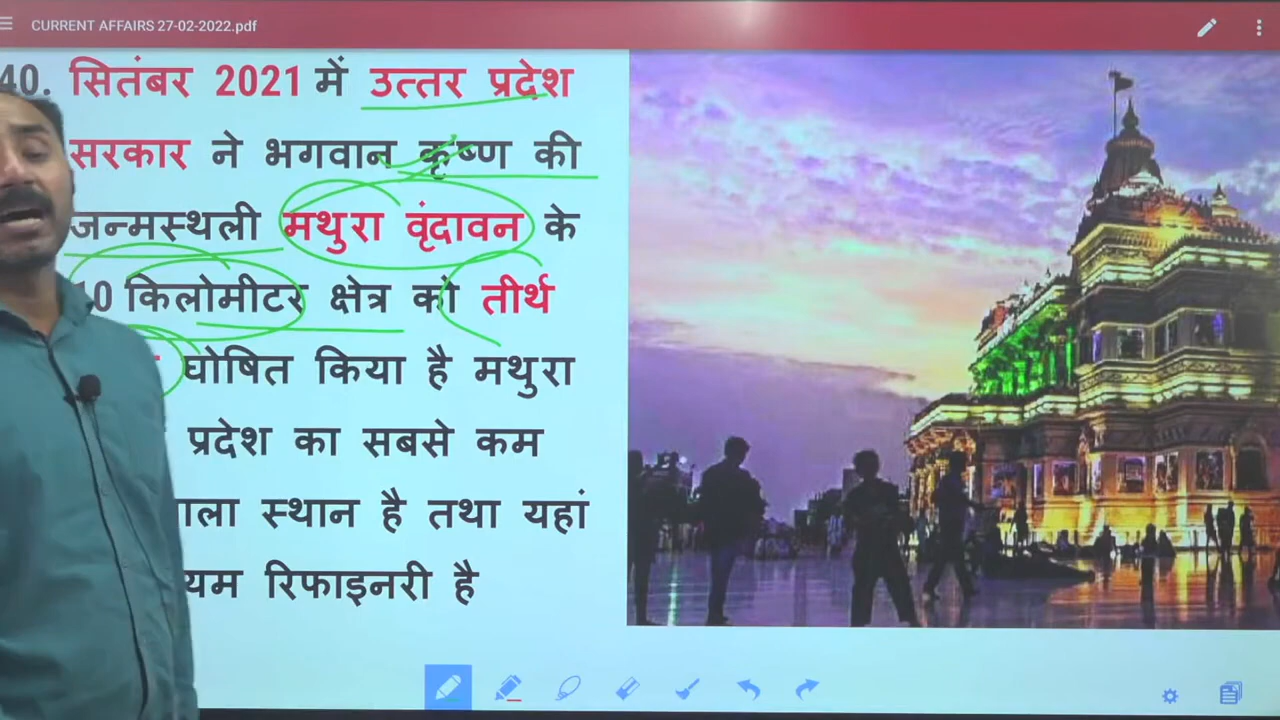 CURRENT AFFAIRS 27-02-2022.pdf
40. सितंबर 2021 में उत्तर प्रदेश
सरकार ने भगवान कृष्ण की
जन्मस्थली मथुरा वृंदावन के
10 किलोमीटर क्षेत्र को तीर्थ
घोषित किया है मथुरा
प्रदेश का सबसे कम
स्थान है तथा यहां
रिफाइनरी है